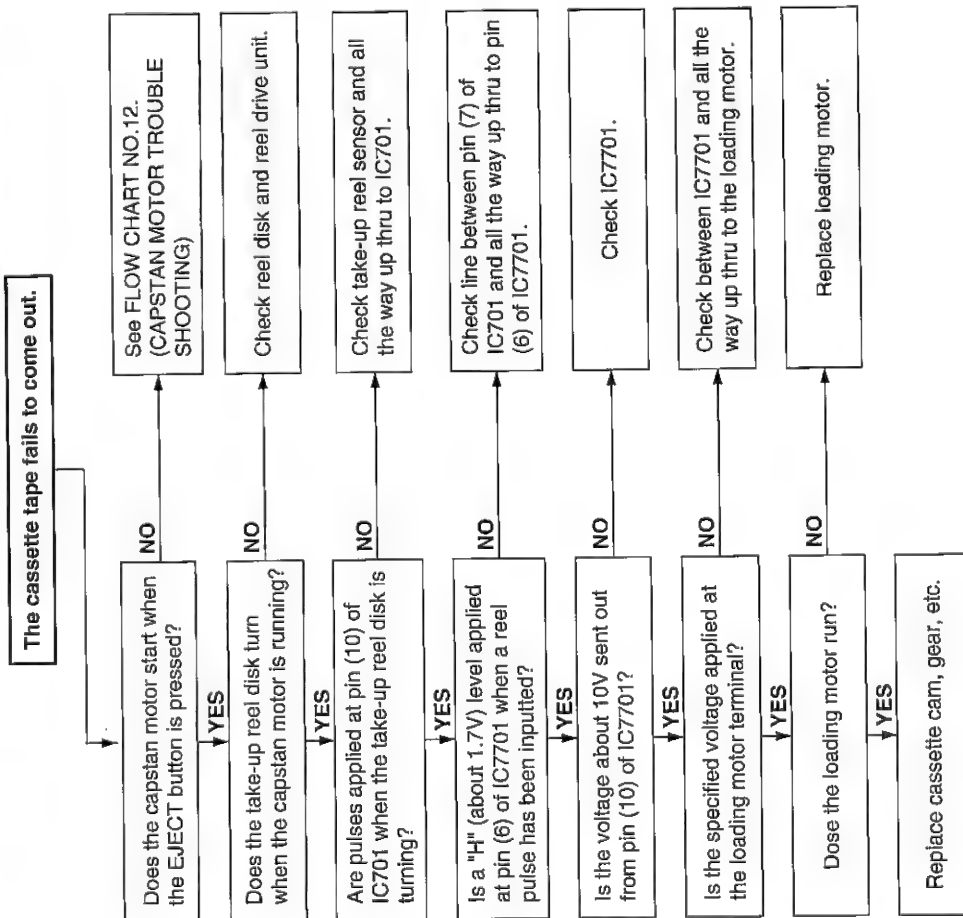 The cassette tape fails to come out.
Does the capstan motor start when
the EJECT button is pressed?
NO
See FLOW CHART NO.12.
(CAPSTAN MOTOR TROUBLE
SHOOTING)
YES
Does the take-up reel disk turn
when the capstan motor is running?
NO
Check reel disk and reel drive unit.
YES
Are pulses applied at pin (10) of
IC701 when the take-up reel disk is
turning?
NO
Check take-up reel sensor and all
the way up thru to IC701.
YES
Is a "H" (about 1.7V) level applied
at pin (6) of IC7701 when a reel
pulse has been inputted?
NO
Check line between pin (7) of
IC701 and all the way up thru to pin
(6) of IC7701.
YES
Is the voltage about 10V sent out
from pin (10) of IC7701?
NO
Check IC7701.
YES
Is the specified voltage applied at
the loading motor terminal?
NO
Check between IC7701 and all the
way up thru to the loading motor.
YES
Dose the loading motor run?
NO
Replace loading motor.
YES
Replace cassette cam, gear, etc.